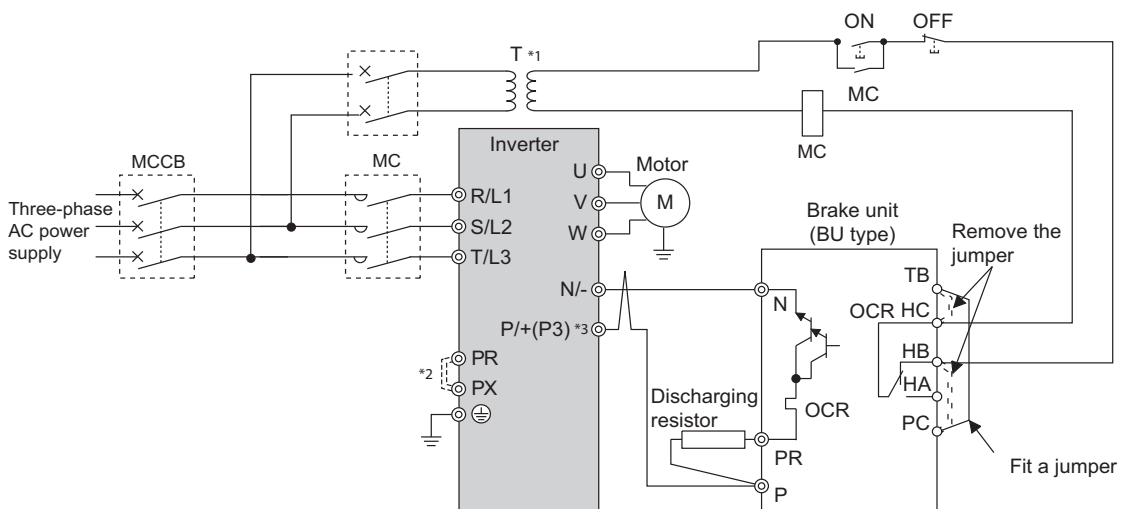 ON OFF
T *1
MC
MC
Inverter
MCCB
MC
Three-phase
AC power
supply
R/L1
S/L2
T/L3
U
V
W
Motor
M
N/-
P/+(P3) *3
PR
*2
PX
Brake unit
(BU type)
Remove the
jumper
TB
OCR HC
HB
HA
PC
N
OCR
Discharging
resistor
PR
P
Fit a jumper